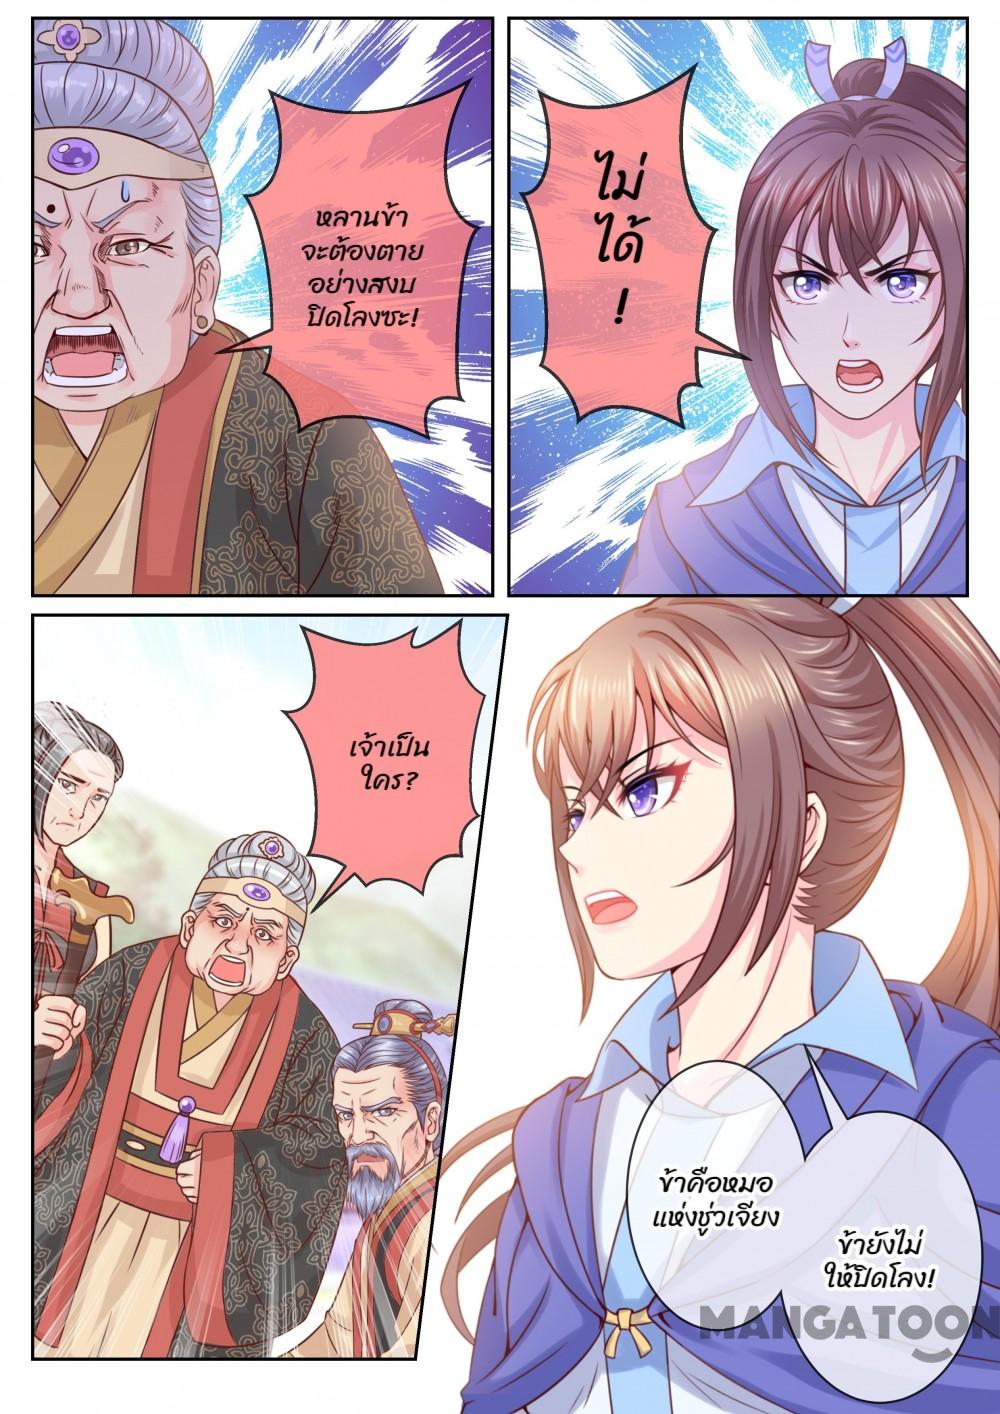 หลานข้า
จะต้องตาย
อย่างสงบ
ปิดโลงซะ!
ไม่
ได้
!
เจ้าเป็น
ใคร?
ข้าคือหมอ
แห่งชู่วเจียง
ข้ายังไม่
ให้ปิดโลง!
MANGATOON